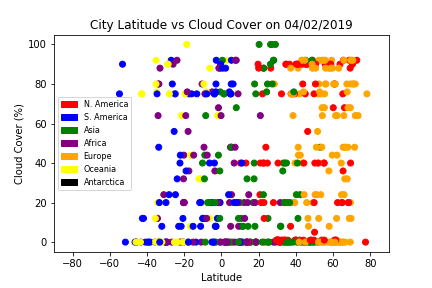 City Latitude vs Cloud Cover on 04/02/2019
Cloud Cover (%)
100
80
60
40
20
0
N. America
S. America
Asia
Africa
Europe
Oceania
Antarctica
−80 −60 −40 −20 0 20 40 60 80
Latitude